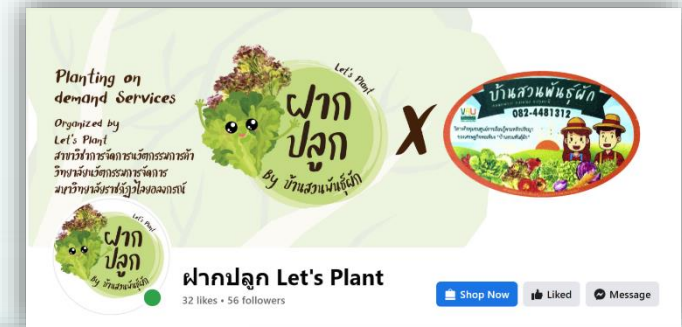 Planting on
demand Services
Organized by
Let's Plant
สาขาวิชาการจัดการนวัตกรรมการค้า
วิทยาลัยนวัตกรรมการจัดการ
มหาวิทยาลัยราชภัฏวไลยอลงกรณ์
Let's Plant
ฝาก
ปลูก
By บ้านสวนพันธุ์ผัก
X
บ้านสวนพันธุ์ผัก
082-4481312
Let's Plant
ฝาก
ปลูก
By บ้านสวนพันธุ์ผัก
ฝากปลูก Let's Plant
32 likes • 56 followers
Shop Now
Liked
Message